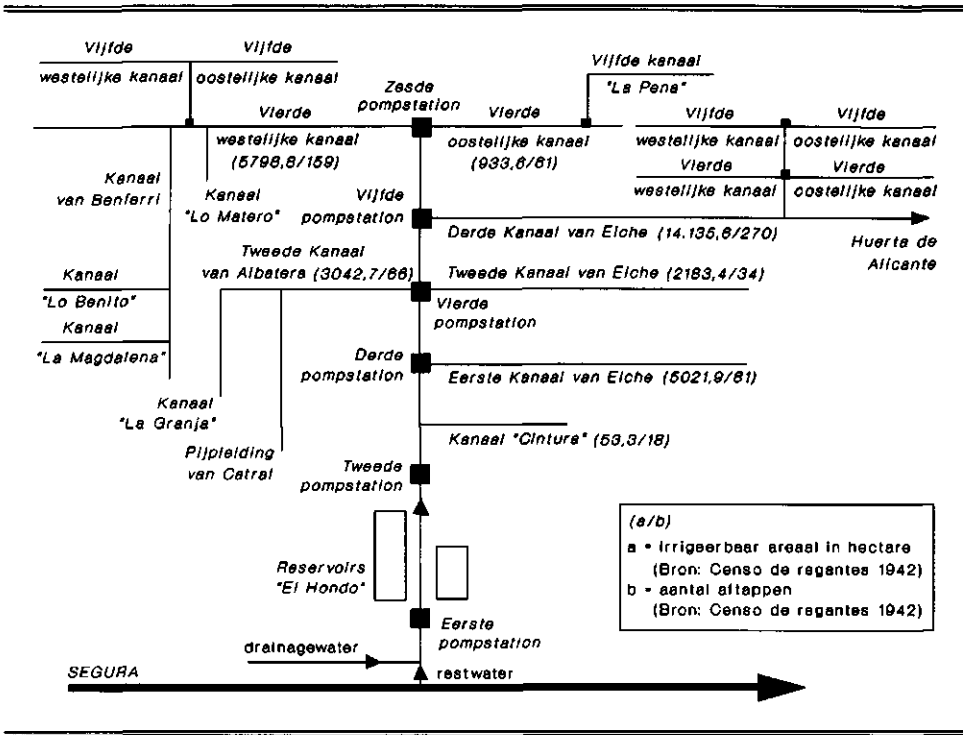 Vijfde
Vijfde
westelijke kanaal
oostelijke kanaal
Vijfde kanaal
"La Pena"
Zesde
pompstation
Vierde
westelijke kanaal
(5798,8/159)
Vierde
oostelijke kanaal
(933,6/61)
Vijfde
Vijfde
westelijke kanaal
oostelijke kanaal
Vierde
Vierde
westelijke kanaal
oostelijke kanaal
Kanaal
van Benferri
Kanaal
"Lo Matero"
Vijfde
pompstation
Derde Kanaal van Elche (14.135,6/270)
Huerta de
Alicante
Tweede Kanaal
van Albatera (3042,7/66)
Tweede Kanaal van Elche (2183,4/34)
Kanaal
"Lo Benito"
Vierde
pompstation
Kanaal
"La Magdalena"
Derde
pompstation
Eerste Kanaal van Elche (5021,9/81)
Kanaal
"La Granja"
Kanaal "Cintura" (53,3/18)
Pijpleiding
van Catral
Tweede
pompstation
Reservoirs
"El Hondo"
(a/b)
a = Irrigeerbaar areaal in hectare
(Bron: Censo de regantes 1942)
b = aantal aftappen
(Bron: Censo de regantes 1942)
Eerste
pompstation
drainagewater
restwater
SEGURA